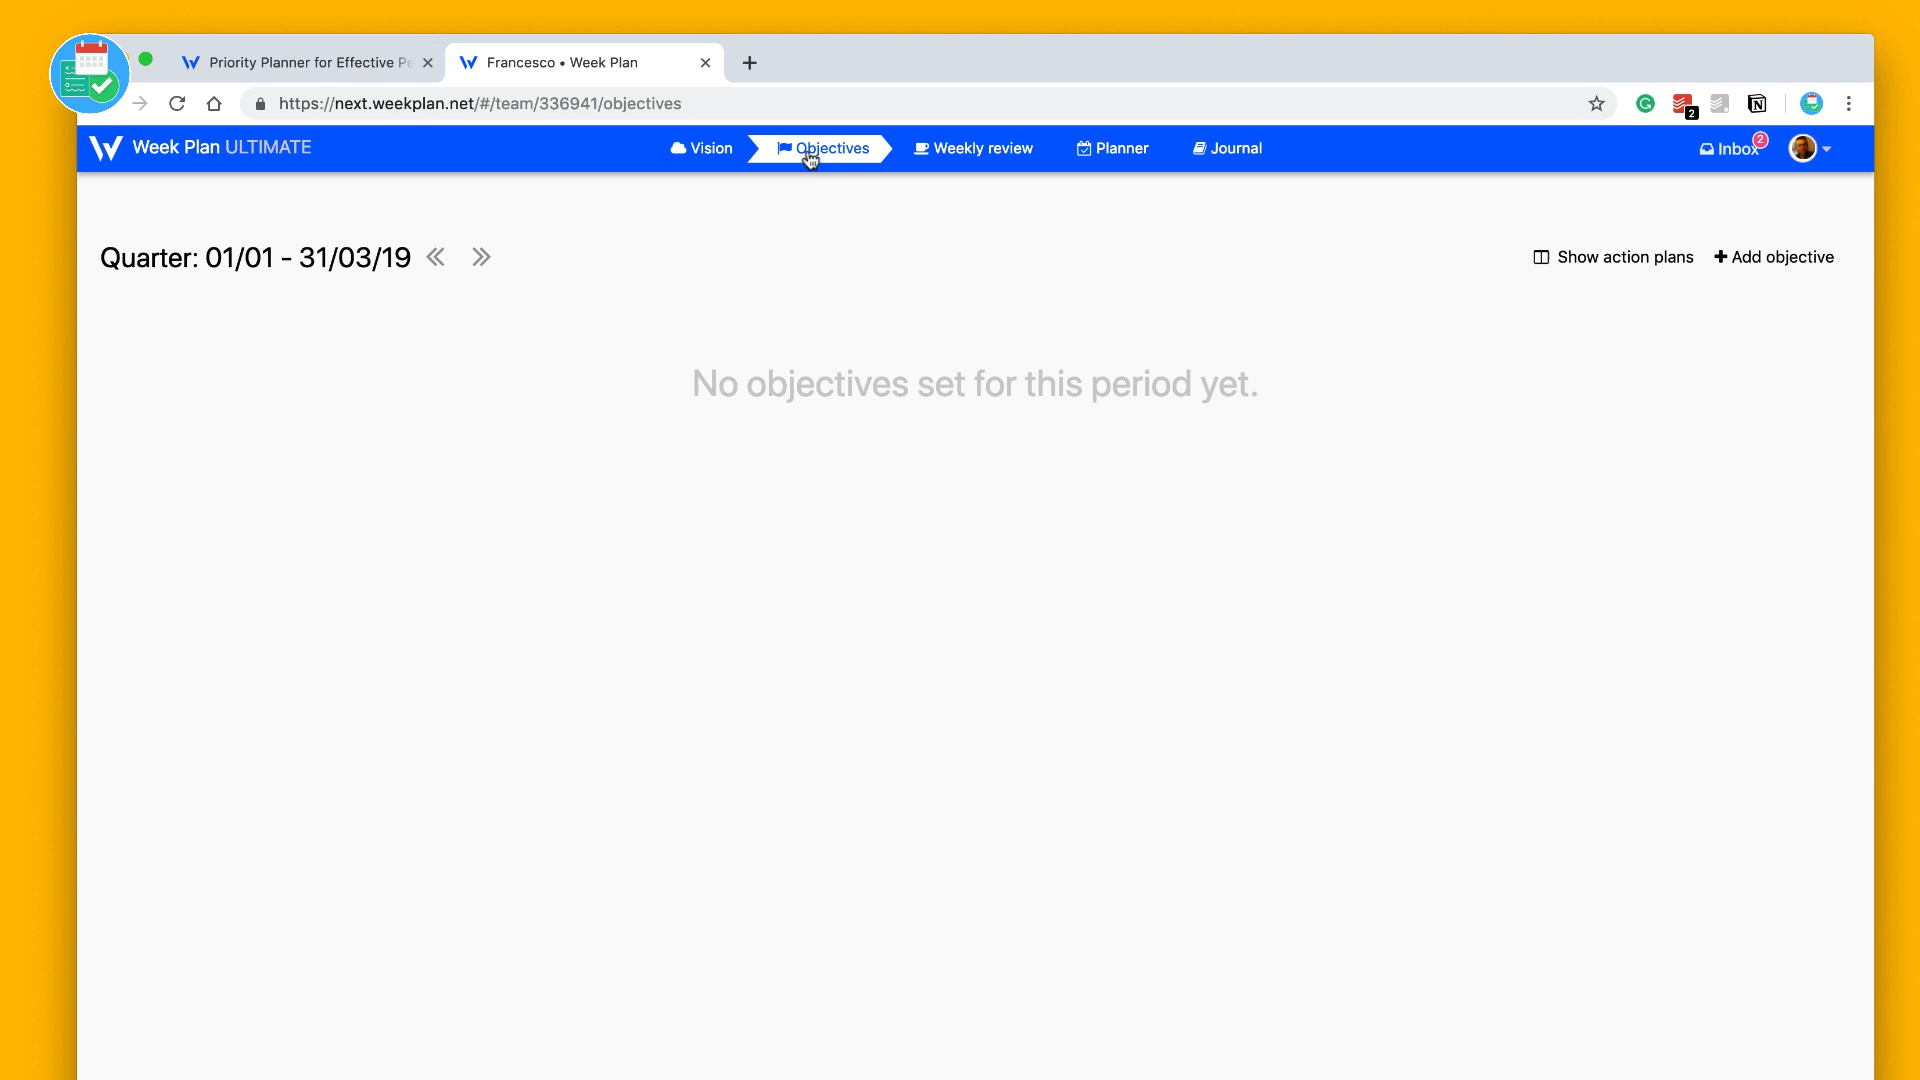 Priority Planner for Effective Pe
Francesco • Week Plan
https://next.weekplan.net/#/team/336941/objectives
2
Week Plan ULTIMATE
Vision
Objectives
Weekly review
Planner
Journal
Inbox
2
Quarter: 01/01 - 31/03/19
Show action plans
Add objective
No objectives set for this period yet.